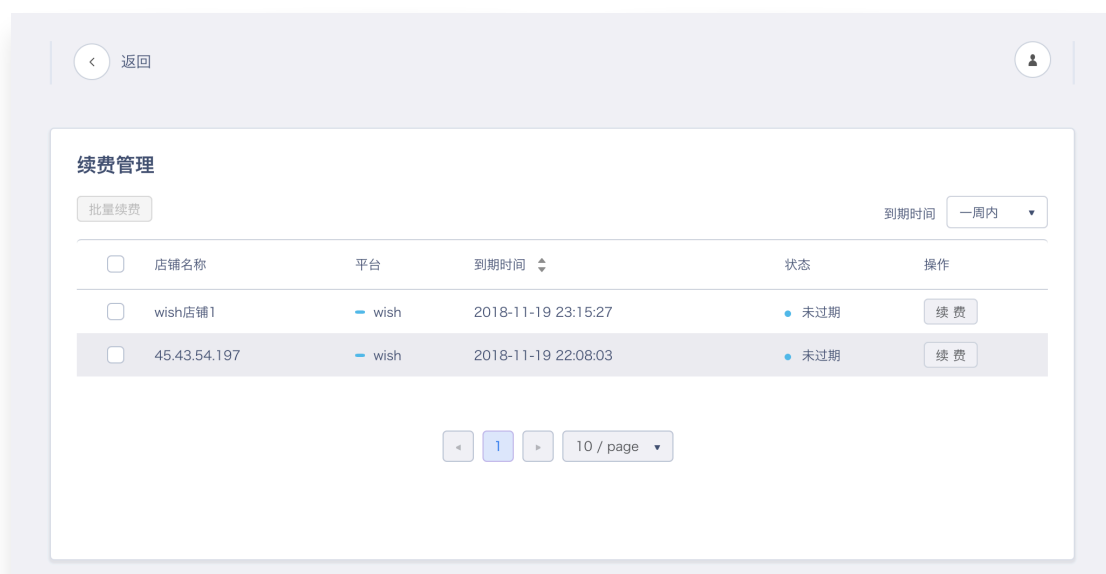 返回
续费管理
批量续费
到期时间 一周内
店铺名称 平台 到期时间 状态 操作
wish店铺1 wish 2018-11-19 23:15:27 未过期 续 费
45.43.54.197 wish 2018-11-19 22:08:03 未过期 续 费
1 10 / page